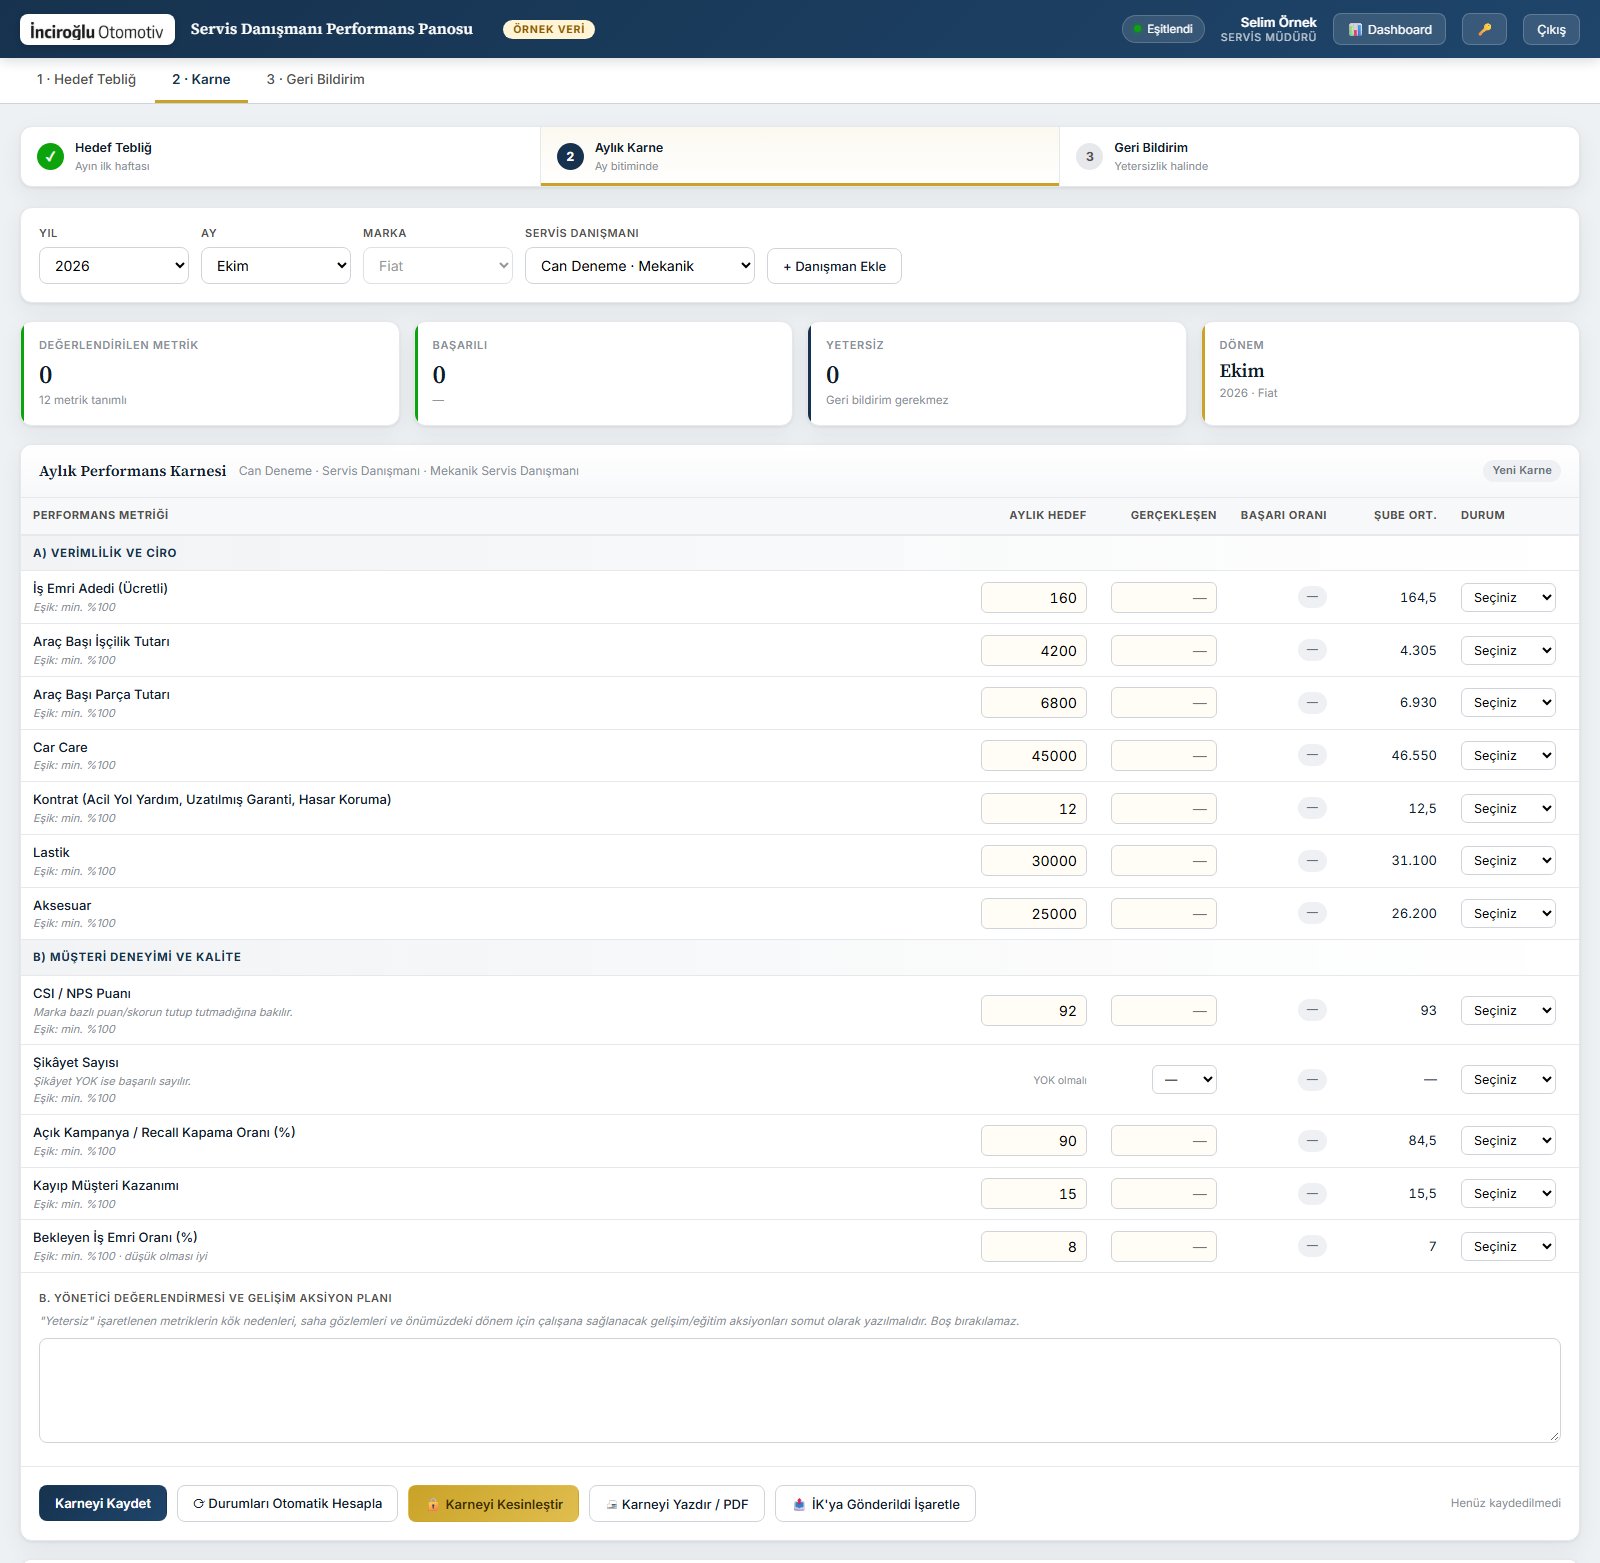 İnciroğlu Otomotiv
Servis Danışmanı Performans Panosu
ÖRNEK VERİ
Eşitlendi
Selim Örnek
SERVİS MÜDÜRÜ
Dashboard
Çıkış
1 · Hedef Tebliğ
2 · Karne
3 · Geri Bildirim
Hedef Tebliğ
Ayın ilk haftası
2
Aylık Karne
Ay bitiminde
3
Geri Bildirim
Yetersizlik halinde
YIL
AY
MARKA
SERVİS DANIŞMANI
2026
Ekim
Fiat
Can Deneme · Mekanik
+ Danışman Ekle
DEĞERLENDİRİLEN METRİK
0
12 metrik tanımlı
BAŞARILI
0
—
YETERSİZ
0
Geri bildirim gerekmez
DÖNEM
Ekim
2026 · Fiat
Aylık Performans Karnesi Can Deneme · Servis Danışmanı · Mekanik Servis Danışmanı
Yeni Karne
PERFORMANS METRİĞİ AYLIK HEDEF GERÇEKLEŞEN BAŞARI ORANI ŞUBE ORT. DURUM
A) VERİMLİLİK VE CİRO
İş Emri Adedi (Ücretli)
Eşik: min. %100
160 — — 164,5 Seçiniz
Araç Başı İşçilik Tutarı
Eşik: min. %100
4200 — — 4.305 Seçiniz
Araç Başı Parça Tutarı
Eşik: min. %100
6800 — — 6.930 Seçiniz
Car Care
Eşik: min. %100
45000 — — 46.550 Seçiniz
Kontrat (Acil Yol Yardım, Uzatılmış Garanti, Hasar Koruma)
Eşik: min. %100
12 — — 12,5 Seçiniz
Lastik
Eşik: min. %100
30000 — — 31.100 Seçiniz
Aksesuar
Eşik: min. %100
25000 — — 26.200 Seçiniz
B) MÜŞTERİ DENEYİMİ VE KALİTE
CSI / NPS Puanı
Marka bazlı puan/skorun tutup tutmadığına bakılır.
Eşik: min. %100
92 — — 93 Seçiniz
Şikâyet Sayısı
Şikâyet YOK ise başarılı sayılır.
Eşik: min. %100
YOK olmalı — — — Seçiniz
Açık Kampanya / Recall Kapama Oranı (%)
Eşik: min. %100
90 — — 84,5 Seçiniz
Kayıp Müşteri Kazanımı
Eşik: min. %100
15 — — 15,5 Seçiniz
Bekleyen İş Emri Oranı (%)
Eşik: min. %100 · düşük olması iyi
8 — — 7 Seçiniz
B. YÖNETİCİ DEĞERLENDİRMESİ VE GELİŞİM AKSİYON PLANI
"Yetersiz" işaretlenen metriklerin kök nedenleri, saha gözlemleri ve önümüzdeki dönem için çalışana sağlanacak gelişim/eğitim aksiyonları somut olarak yazılmalıdır. Boş bırakılamaz.
Karneyi Kaydet
⟳ Durumları Otomatik Hesapla
Karneyi Kesinleştir
Karneyi Yazdır / PDF
İK'ya Gönderildi İşaretle
Henüz kaydedilmedi